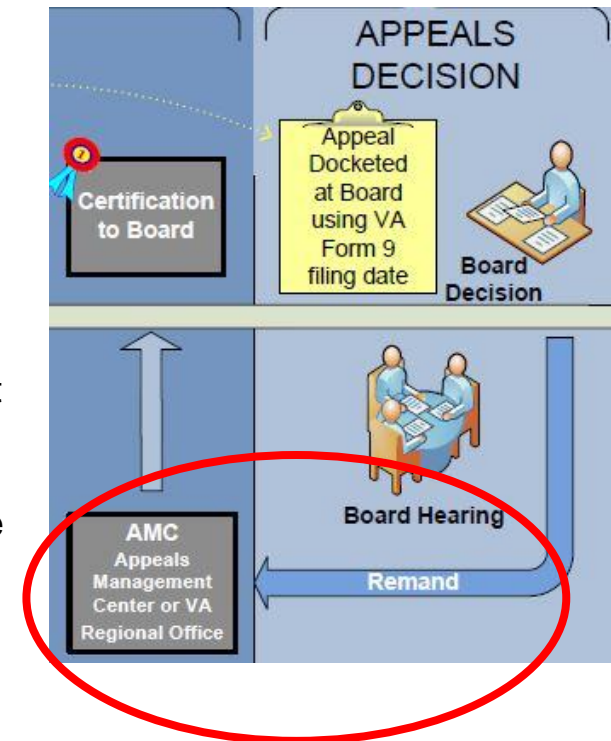 APPEALS
DECISION
Appeal
Docketed
at Board
using VA
Form 9
filing date
Certification
to Board
Board
Decision
Board Hearing
AMC
Appeals
Management
Center or VA
Regional Office
Remand